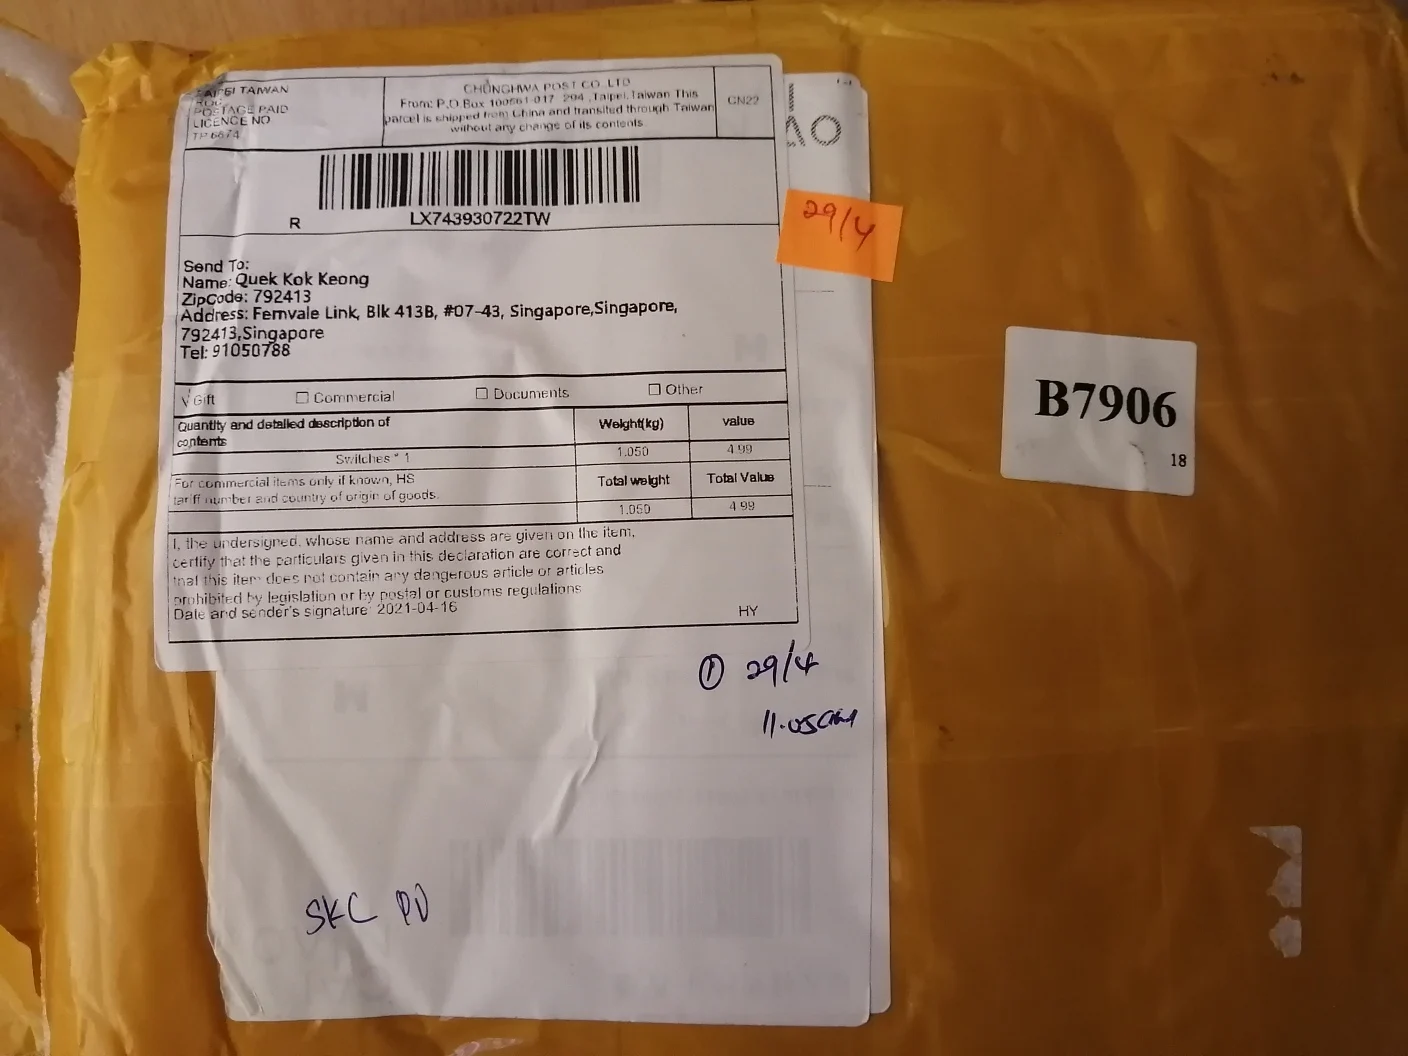 TAIPEI TAIWAN
ROC
POSTAGE PAID
LICENCE NO
TP 6674
CHUNGHWA POST CO.,LTD
From: P.O.Box 100561-017-294 ,Taipei,Taiwan This
parcel is shipped from China and transited through Taiwan
without any change of its contents
CN22
R
LX743930722TW
29/4
Send To:
Name: Quek Kok Keong
ZipCode: 792413
Address: Fernvale Link, Blk 413B, #07-43, Singapore,Singapore,
792413,Singapore
Tel: 91050788
√ Gift
Commercial
Documents
Other
Quantity and detailed description of
contents
Weight(kg)
value
Switches * 1
1.050
4.99
For commercial items only if known, HS
tariff number and country of origin of goods.
Total weight
Total Value
1.050
4.99
I, the undersigned, whose name and address are given on the item,
certify that the particulars given in this declaration are correct and
that this item does not contain any dangerous article or articles
prohibited by legislation or by postal or customs regulations
Date and sender's signature: 2021-04-16
HY
B7906
18
① 29/4
11.05am
SKC PD